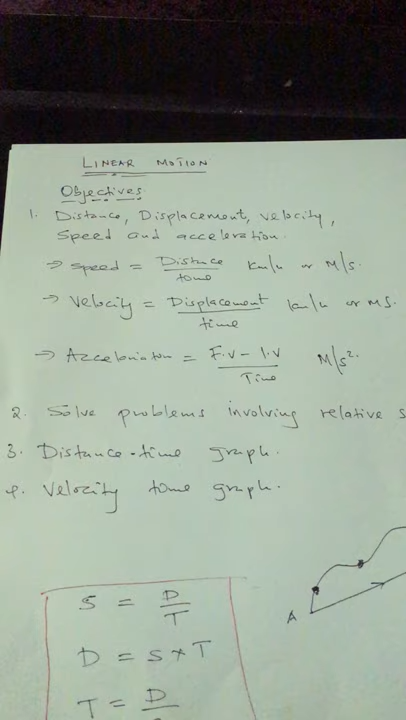 LINEAR MOTION
Objectives
1. Distance, Displacement, velocity,
Speed and acceleration.
→ Speed = Distance / time km/h or M/s.
→ Velocity = Displacement / time km/h or MS.
→ Acceleration = F.V - I.V / Time M/s².
2. Solve problems involving relative s
3. Distance-time graph.
4. Velocity time graph.
S = D / T
A
D = S × T
T = D